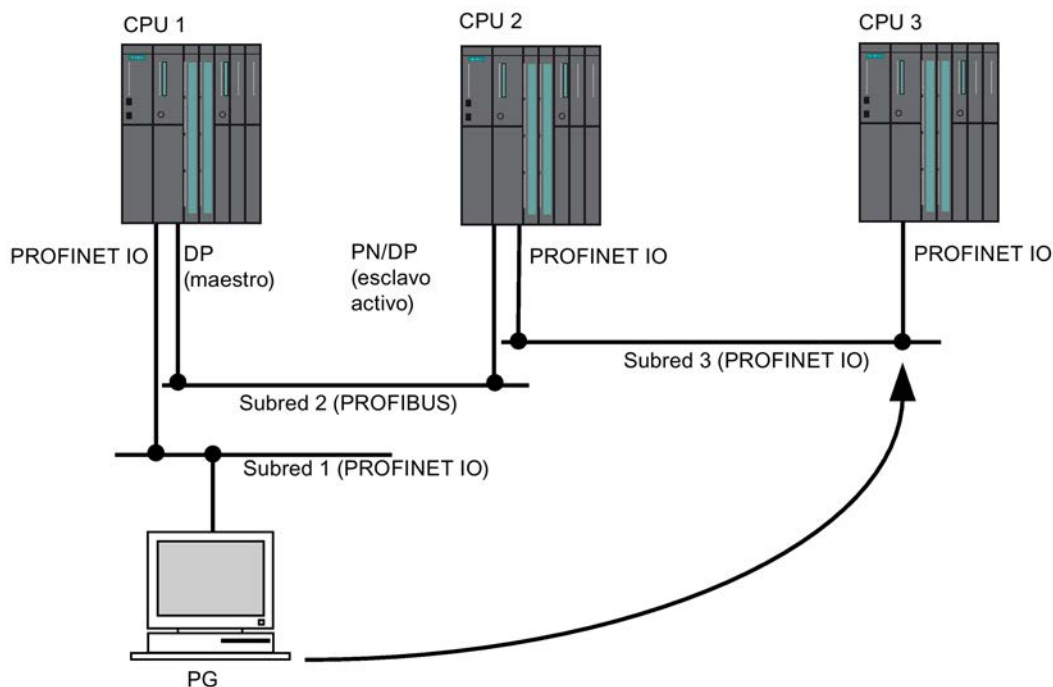 CPU 1
CPU 2
CPU 3
PROFINET IO
DP
(maestro)
PN/DP
(esclavo
activo)
PROFINET IO
PROFINET IO
Subred 3 (PROFINET IO)
Subred 2 (PROFIBUS)
Subred 1 (PROFINET IO)
PG